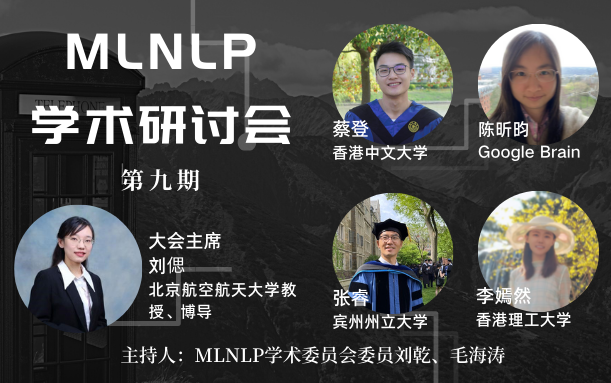 MLNLP
学术研讨会
第九期
TELEPHONE
蔡登
香港中文大学
陈昕昀
Google Brain
大会主席
刘偲
北京航空航天大学教
授、博导
张睿
宾州州立大学
李嫣然
香港理工大学
主持人：MLNLP学术委员会委员刘乾、毛海涛